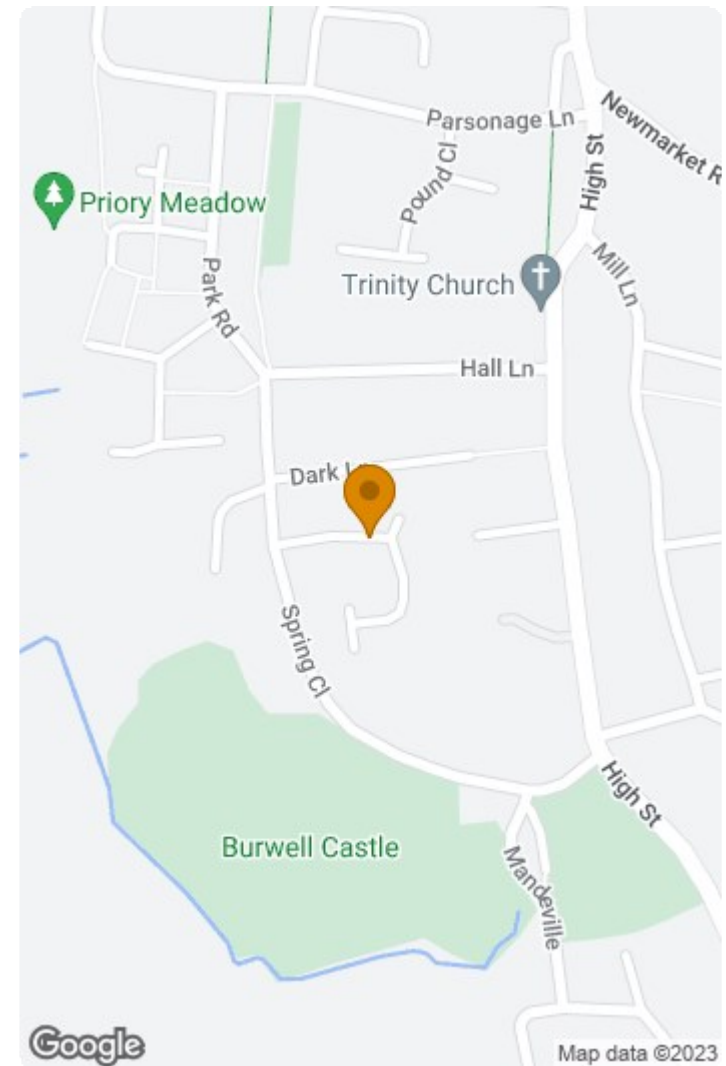 Parsonage Ln
Newmarket R
High St
Pound Cl
Priory Meadow
Trinity Church
Mill Ln
Park Rd
Hall Ln
Dark L
Spring Cl
High St
Burwell Castle
Mandeville
Google
Map data ©2023